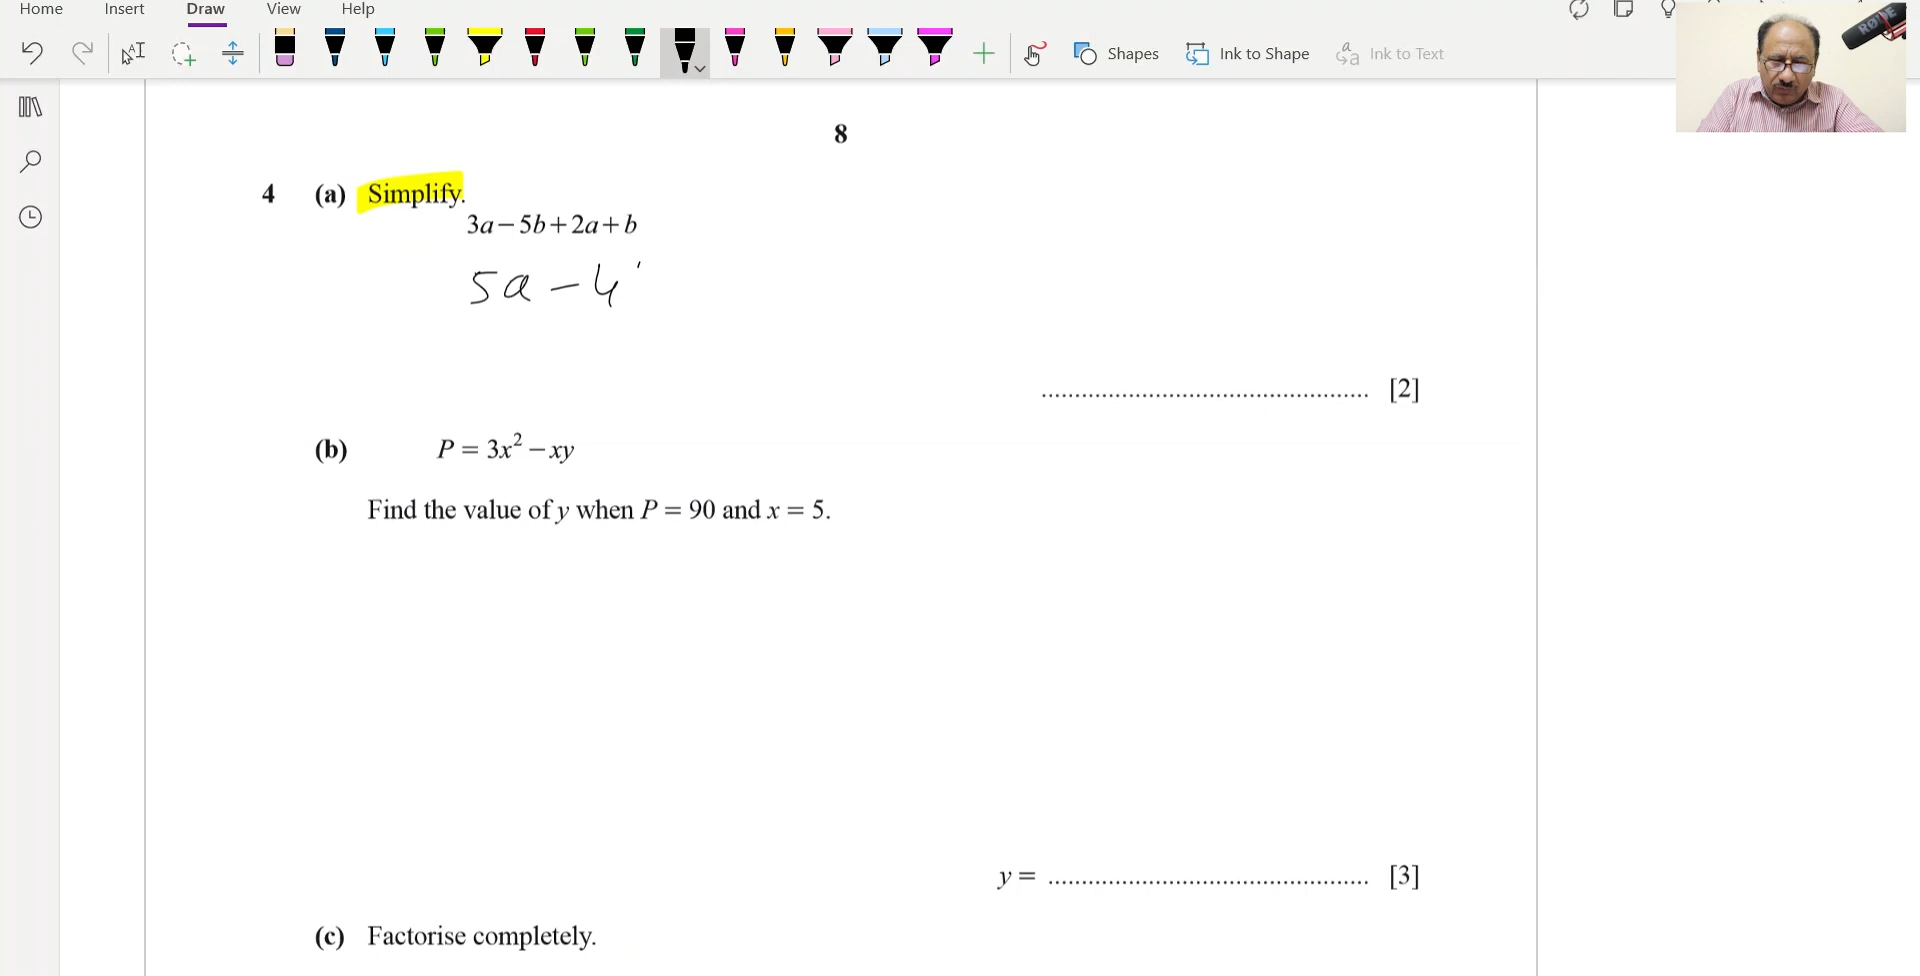 Home Insert Draw View Help
Shapes Ink to Shape Ink to Text
RØDE
8
4 (a) Simplify.
3a − 5b + 2a + b
5a − 4
.................................................. [2]
(b) P = 3x² − xy
Find the value of y when P = 90 and x = 5.
y = ................................................. [3]
(c) Factorise completely.